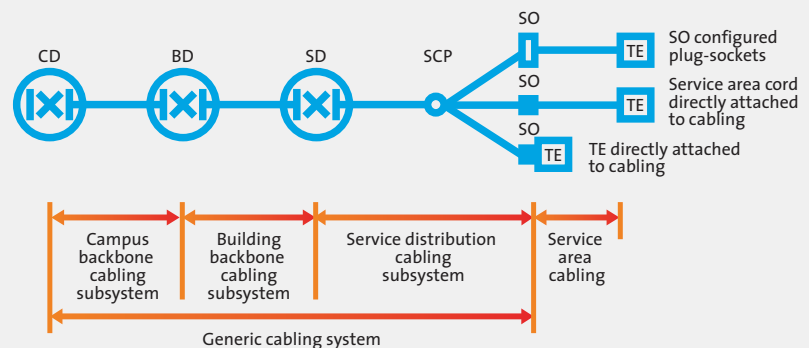 CD
BD
SD
SCP
SO
TE
SO configured
plug-sockets
SO
TE
Service area cord
directly attached
to cabling
SO
TE
TE directly attached
to cabling
Campus
backbone
cabling
subsystem
Building
backbone
cabling
subsystem
Service distribution
cabling
subsystem
Service
area
cabling
Generic cabling system